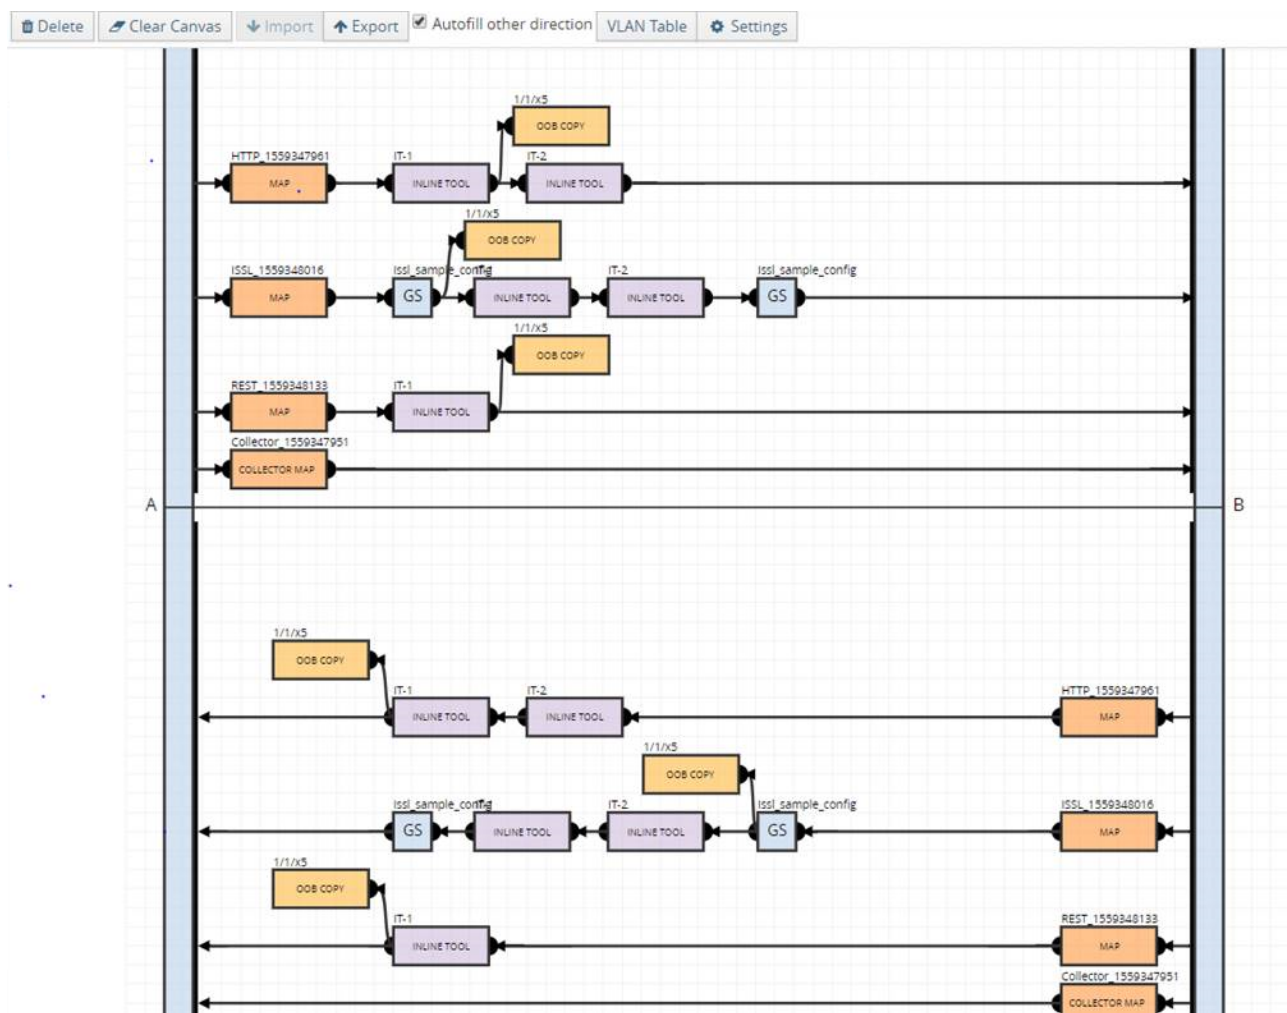 Delete Clear Canvas Import Export Autofill other direction VLAN Table Settings
1/1/x5
OOB COPY
HTTP_1559347961 IT-1 IT-2
MAP INLINE TOOL INLINE TOOL
1/1/x5
OOB COPY
ISSL_1559348016 Issl_sample_config IT-2 Issl_sample_config
MAP GS INLINE TOOL INLINE TOOL GS
1/1/x5
OOB COPY
REST_1559348133 IT-1
MAP INLINE TOOL
Collector_1559347951
COLLECTOR MAP
A B
1/1/x5
OOB COPY
IT-1 IT-2 HTTP_1559347961
INLINE TOOL INLINE TOOL MAP
1/1/x5
OOB COPY
Issl_sample_config IT-2 Issl_sample_config ISSL_1559348016
GS INLINE TOOL INLINE TOOL GS MAP
1/1/x5
OOB COPY
IT-1 REST_1559348133
INLINE TOOL MAP
Collector_1559347951
COLLECTOR MAP